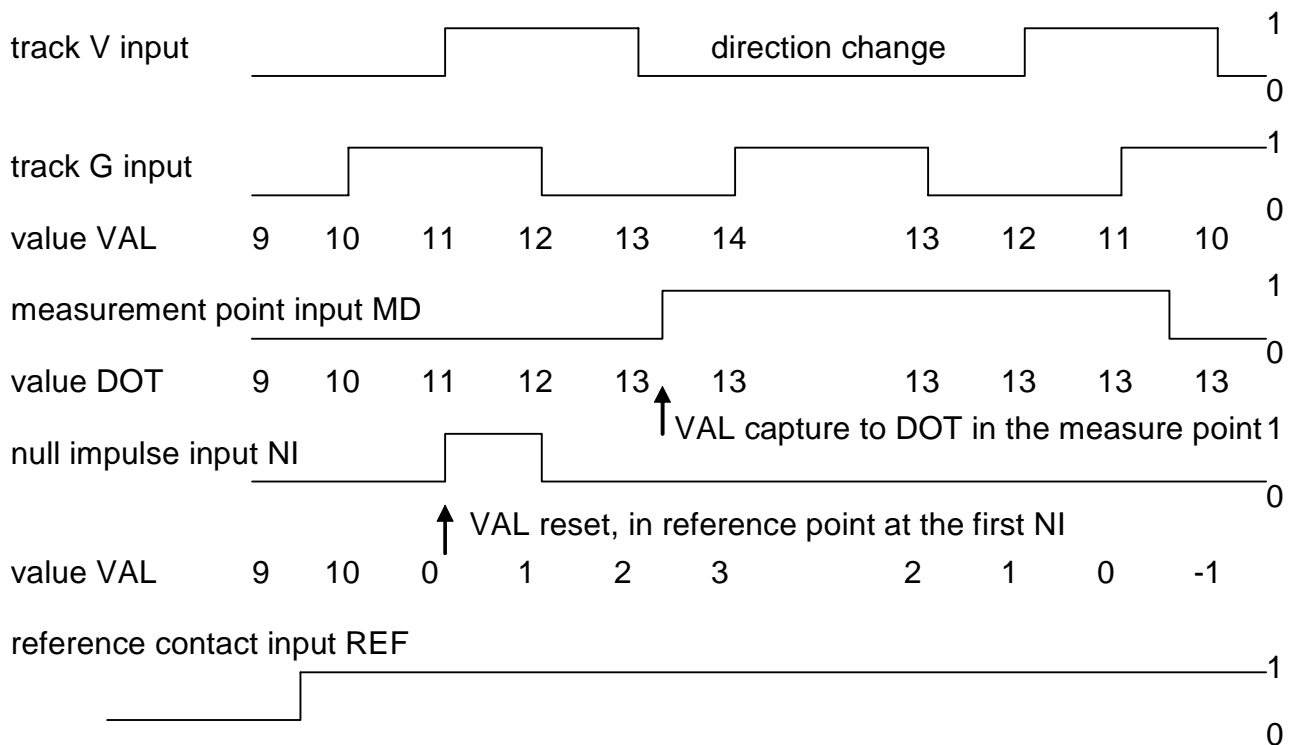 1
track V input direction change
0
1
track G input
0
value VAL 9 10 11 12 13 14 13 12 11 10
1
measurement point input MD
0
value DOT 9 10 11 12 13 13 13 13 13 13
VAL capture to DOT in the measure point 1
null impulse input NI
0
VAL reset, in reference point at the first NI
value VAL 9 10 0 1 2 3 2 1 0 -1
reference contact input REF
1
0